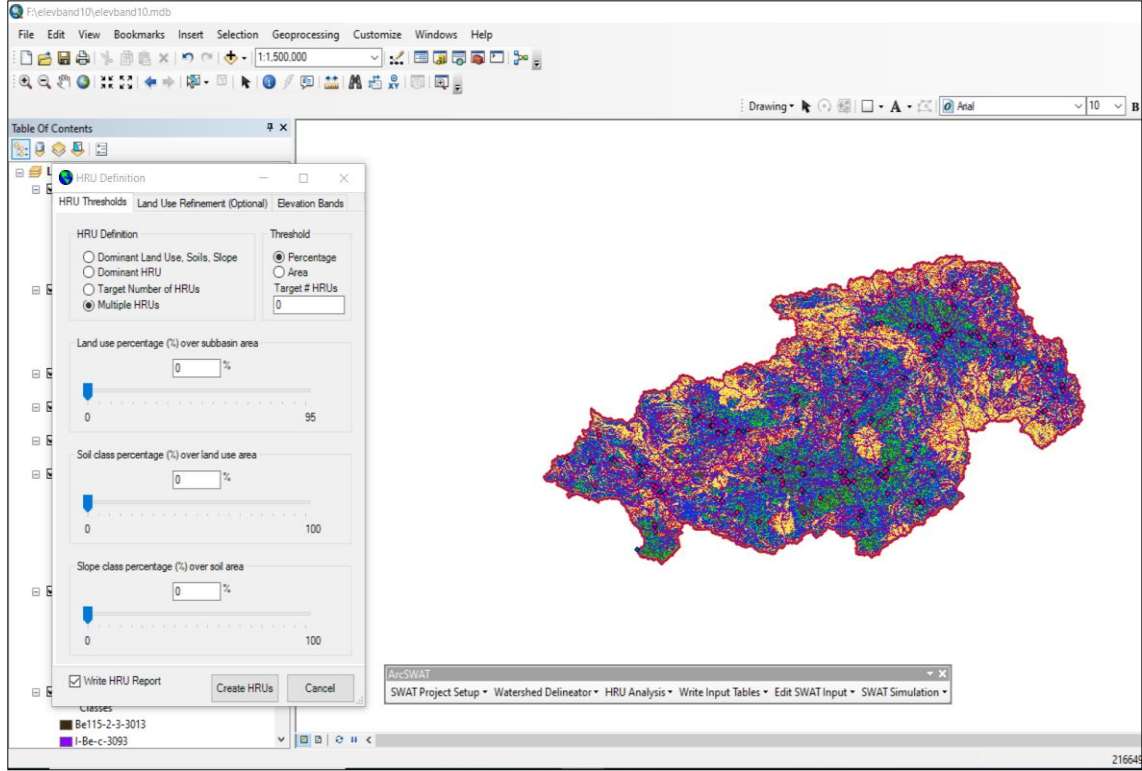 F:\elevband10\elevband10.mdb
File Edit View Bookmarks Insert Selection Geoprocessing Customize Windows Help
1:1,500,000
Drawing A Arial 10 B
Table Of Contents
HRU Definition
HRU Thresholds Land Use Refinement (Optional) Elevation Bands
HRU Definition Threshold
Dominant Land Use, Soils, Slope Percentage
Dominant HRU Area
Target Number of HRUs Target # HRUs
Multiple HRUs 0
Land use percentage (%) over subbasin area
0 %
0 95
Soil class percentage (%) over land use area
0 %
0 100
Slope class percentage (%) over soil area
0 %
0 100
Write HRU Report Create HRUs Cancel
ArcSWAT
SWAT Project Setup Watershed Delineator HRU Analysis Write Input Tables Edit SWAT Input SWAT Simulation
Classes
Be115-2-3-3013
I-Be-c-3093
216649